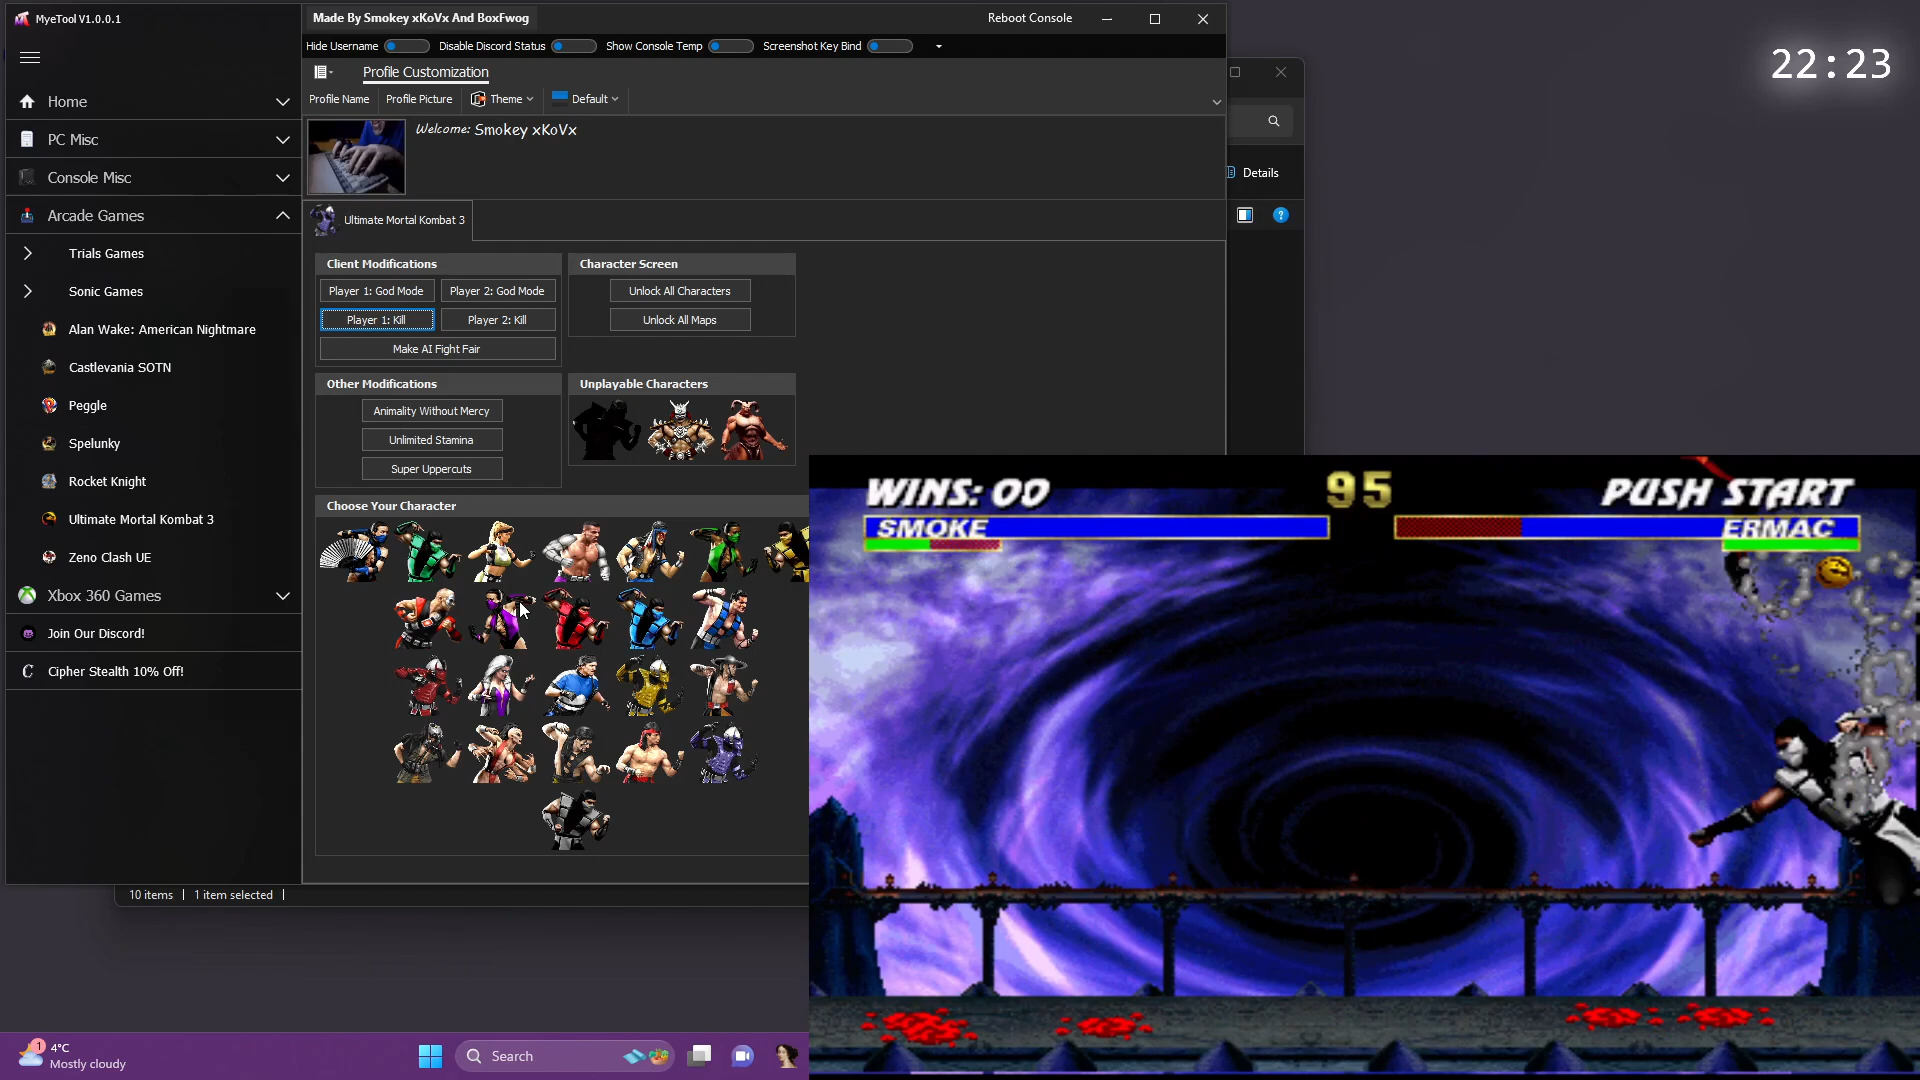 MyeTool V1.0.0.1
Made By Smokey xKoVx And BoxFwog
Reboot Console
Hide Username
Disable Discord Status
Show Console Temp
Screenshot Key Bind
22:23
Profile Customization
Profile Name
Profile Picture
Theme
Default
Welcome: Smokey xKoVx
Home
PC Misc
Console Misc
Arcade Games
Trials Games
Sonic Games
Alan Wake: American Nightmare
Castlevania SOTN
Peggle
Spelunky
Rocket Knight
Ultimate Mortal Kombat 3
Zeno Clash UE
Xbox 360 Games
Join Our Discord!
Cipher Stealth 10% Off!
Details
Ultimate Mortal Kombat 3
Client Modifications
Player 1: God Mode
Player 2: God Mode
Player 1: Kill
Player 2: Kill
Make AI Fight Fair
Character Screen
Unlock All Characters
Unlock All Maps
Other Modifications
Animality Without Mercy
Unlimited Stamina
Super Uppercuts
Unplayable Characters
Choose Your Character
WINS: 00
95
PUSH START
SMOKE
ERMAC
10 items
1 item selected
1
4°C
Mostly cloudy
Search